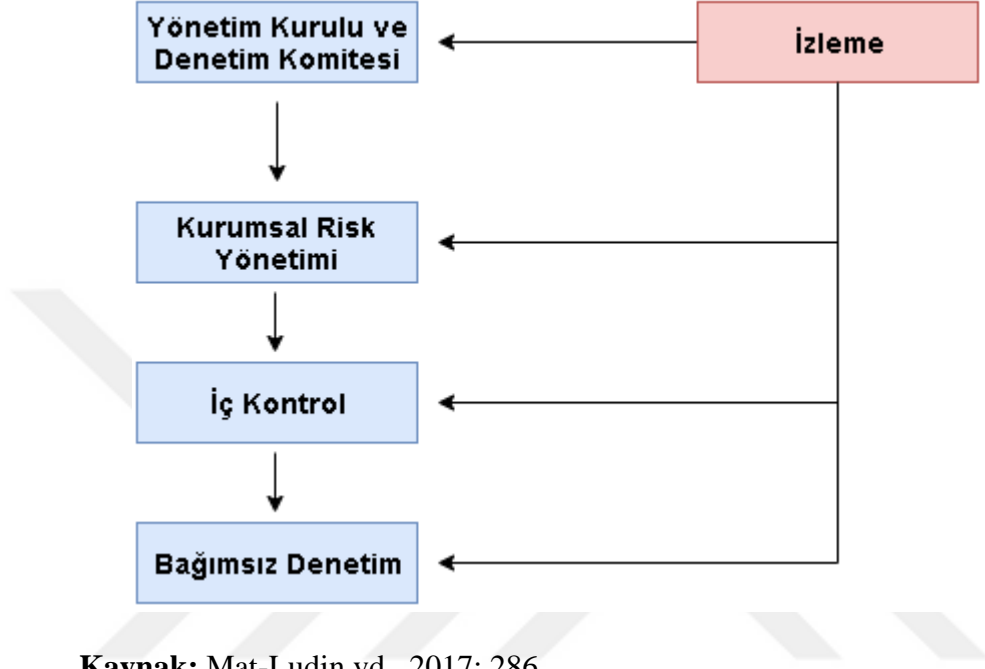 Yönetim Kurulu ve
Denetim Komitesi
İzleme
Kurumsal Risk
Yönetimi
İç Kontrol
Bağımsız Denetim
Kaynak: Mat-Ludin vd., 2017: 286